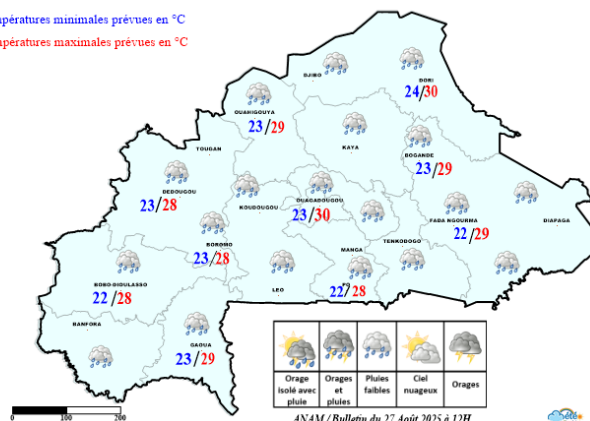 températures minimales prévues en °C
températures maximales prévues en °C
DJIBO
DORI
24/30
OUAHIGOUYA
23/29
TOUGAN
KAYA
BOGANDE
23/29
DEDOUGOU
23/28
KOUDOUGOU
OUAGADOUGOU
23/30
FADA NGOURMA
22/29
DIAPAGA
BOROMO
23/28
MANGA
TENKODOGO
BOBO-DIOULASSO
22/28
LEO
PO
22/28
BANFORA
GAOUA
23/29
Orage isolé avec pluie
Orages et pluies
Pluies faibles
Ciel nuageux
Orages
0 100 200
ANAM / Bulletin du 27 Août 2025 à 12H